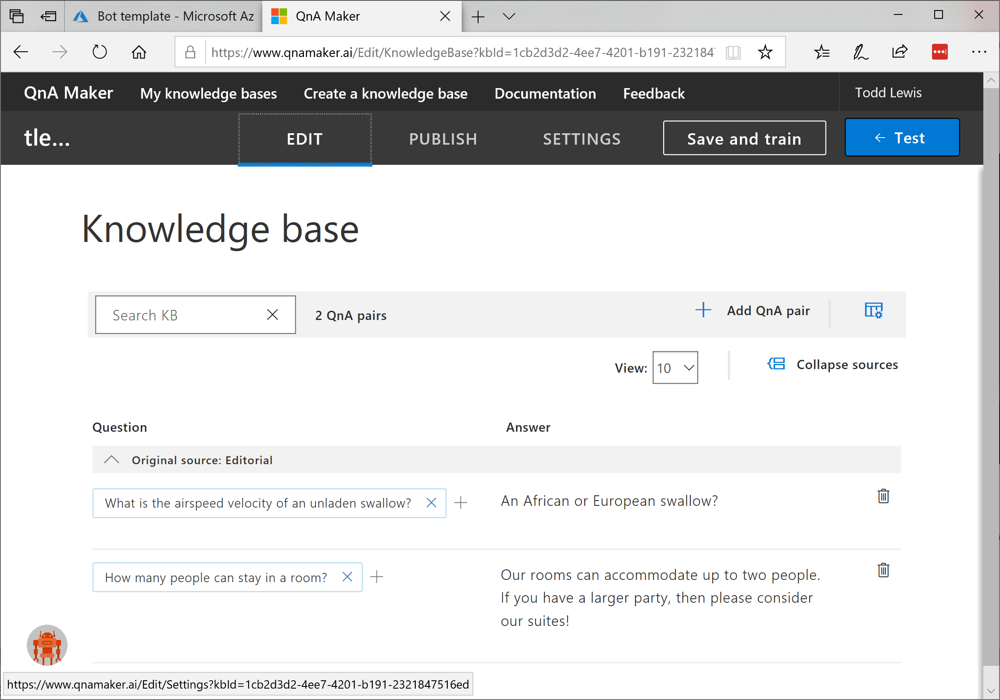 Bot template - Microsoft Az
QnA Maker
https://www.qnamaker.ai/Edit/KnowledgeBase?kbId=1cb2d3d2-4ee7-4201-b191-232184
QnA Maker
My knowledge bases
Create a knowledge base
Documentation
Feedback
Todd Lewis
tle...
EDIT
PUBLISH
SETTINGS
Save and train
Test
Knowledge base
Search KB
2 QnA pairs
Add QnA pair
View: 10
Collapse sources
Question
Answer
Original source: Editorial
What is the airspeed velocity of an unladen swallow?
An African or European swallow?
How many people can stay in a room?
Our rooms can accommodate up to two people.
If you have a larger party, then please consider
our suites!
https://www.qnamaker.ai/Edit/Settings?kbId=1cb2d3d2-4ee7-4201-b191-2321847516ed